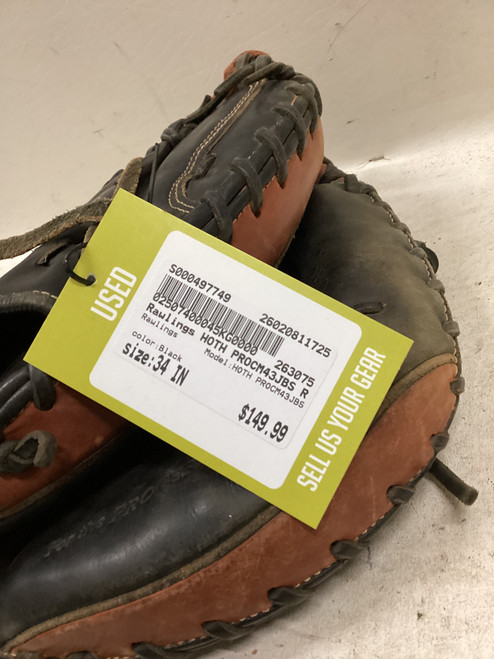 USED
S000497749
26020811725
02507400045KG0000
263075
Rawlings HOTH PROCM43JBS R
Rawlings
Model:HOTH PROCM43JBS
color:Black
Size:34 IN
$149.99
SELL US YOUR GEAR